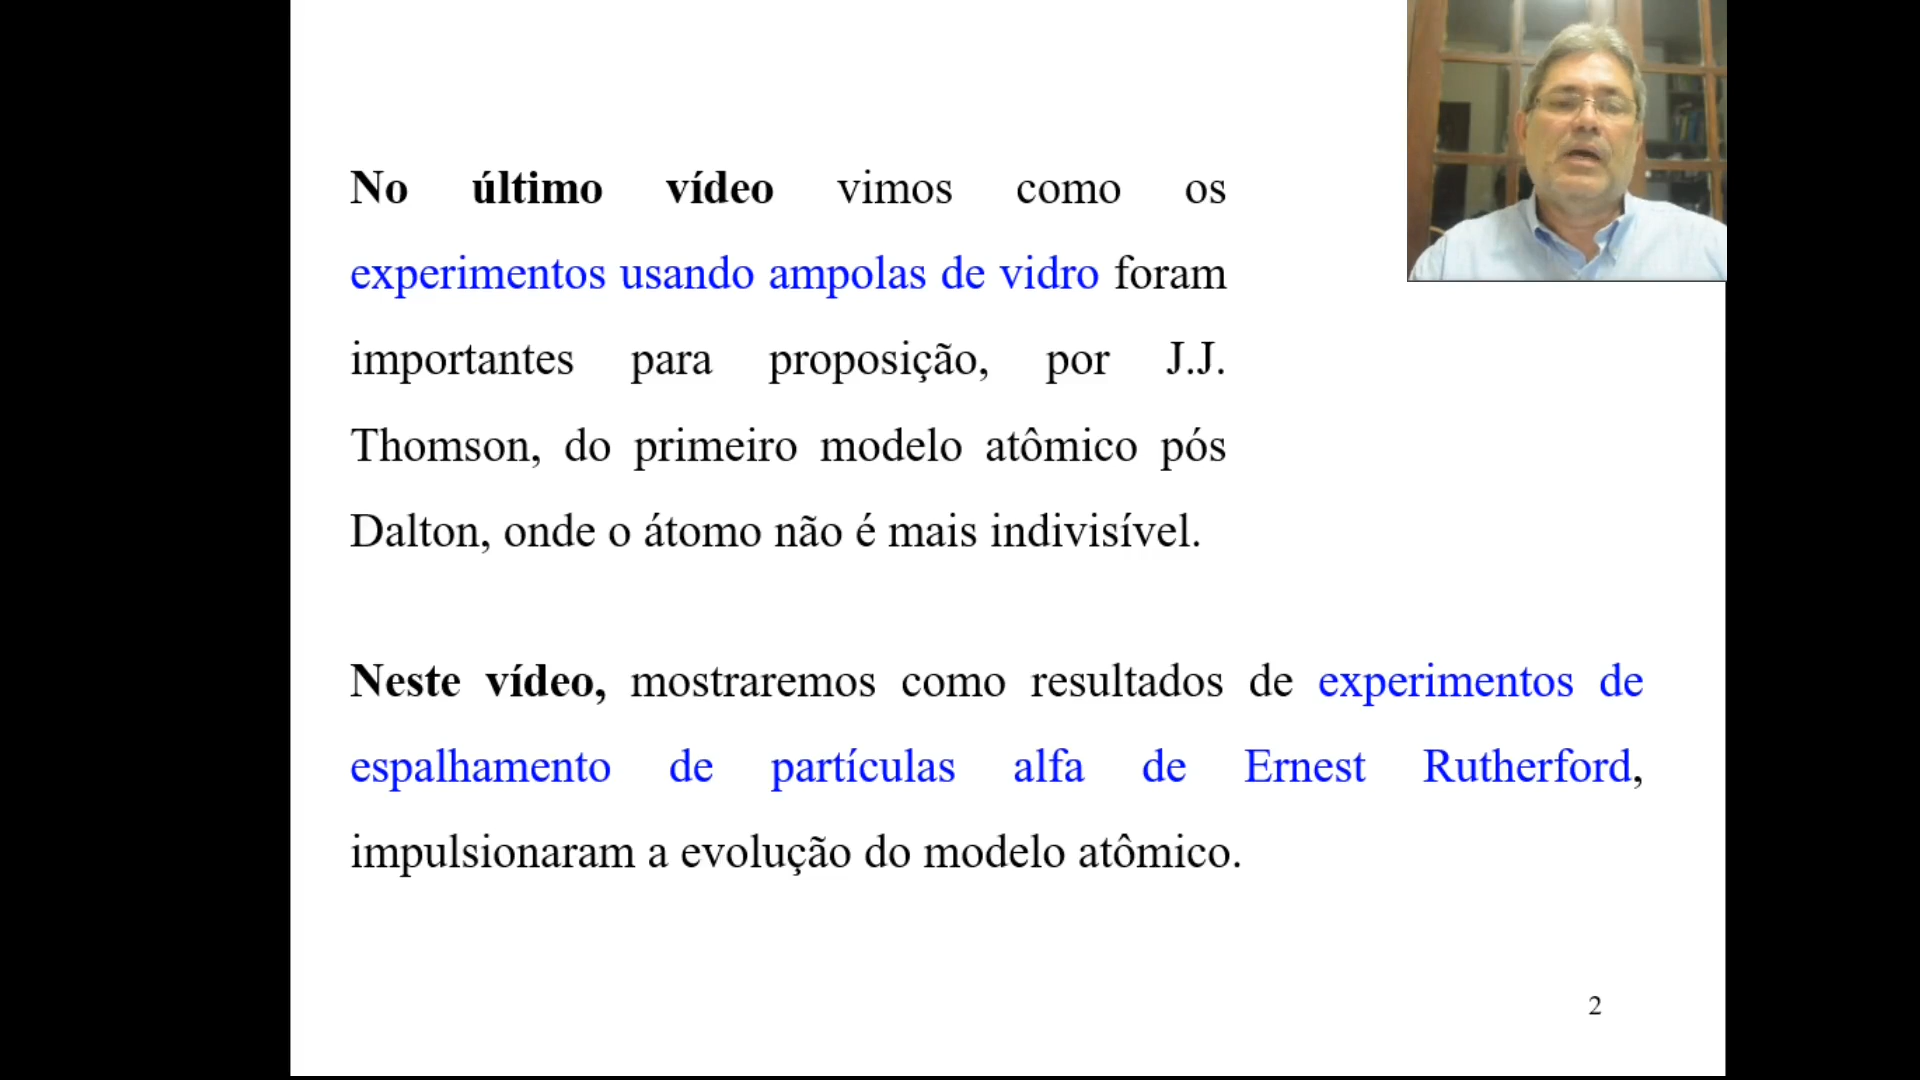 No último vídeo vimos como os
experimentos usando ampolas de vidro foram
importantes para proposição, por J.J.
Thomson, do primeiro modelo atômico pós
Dalton, onde o átomo não é mais indivisível.
Neste vídeo, mostraremos como resultados de experimentos de
espalhamento de partículas alfa de Ernest Rutherford,
impulsionaram a evolução do modelo atômico.
2